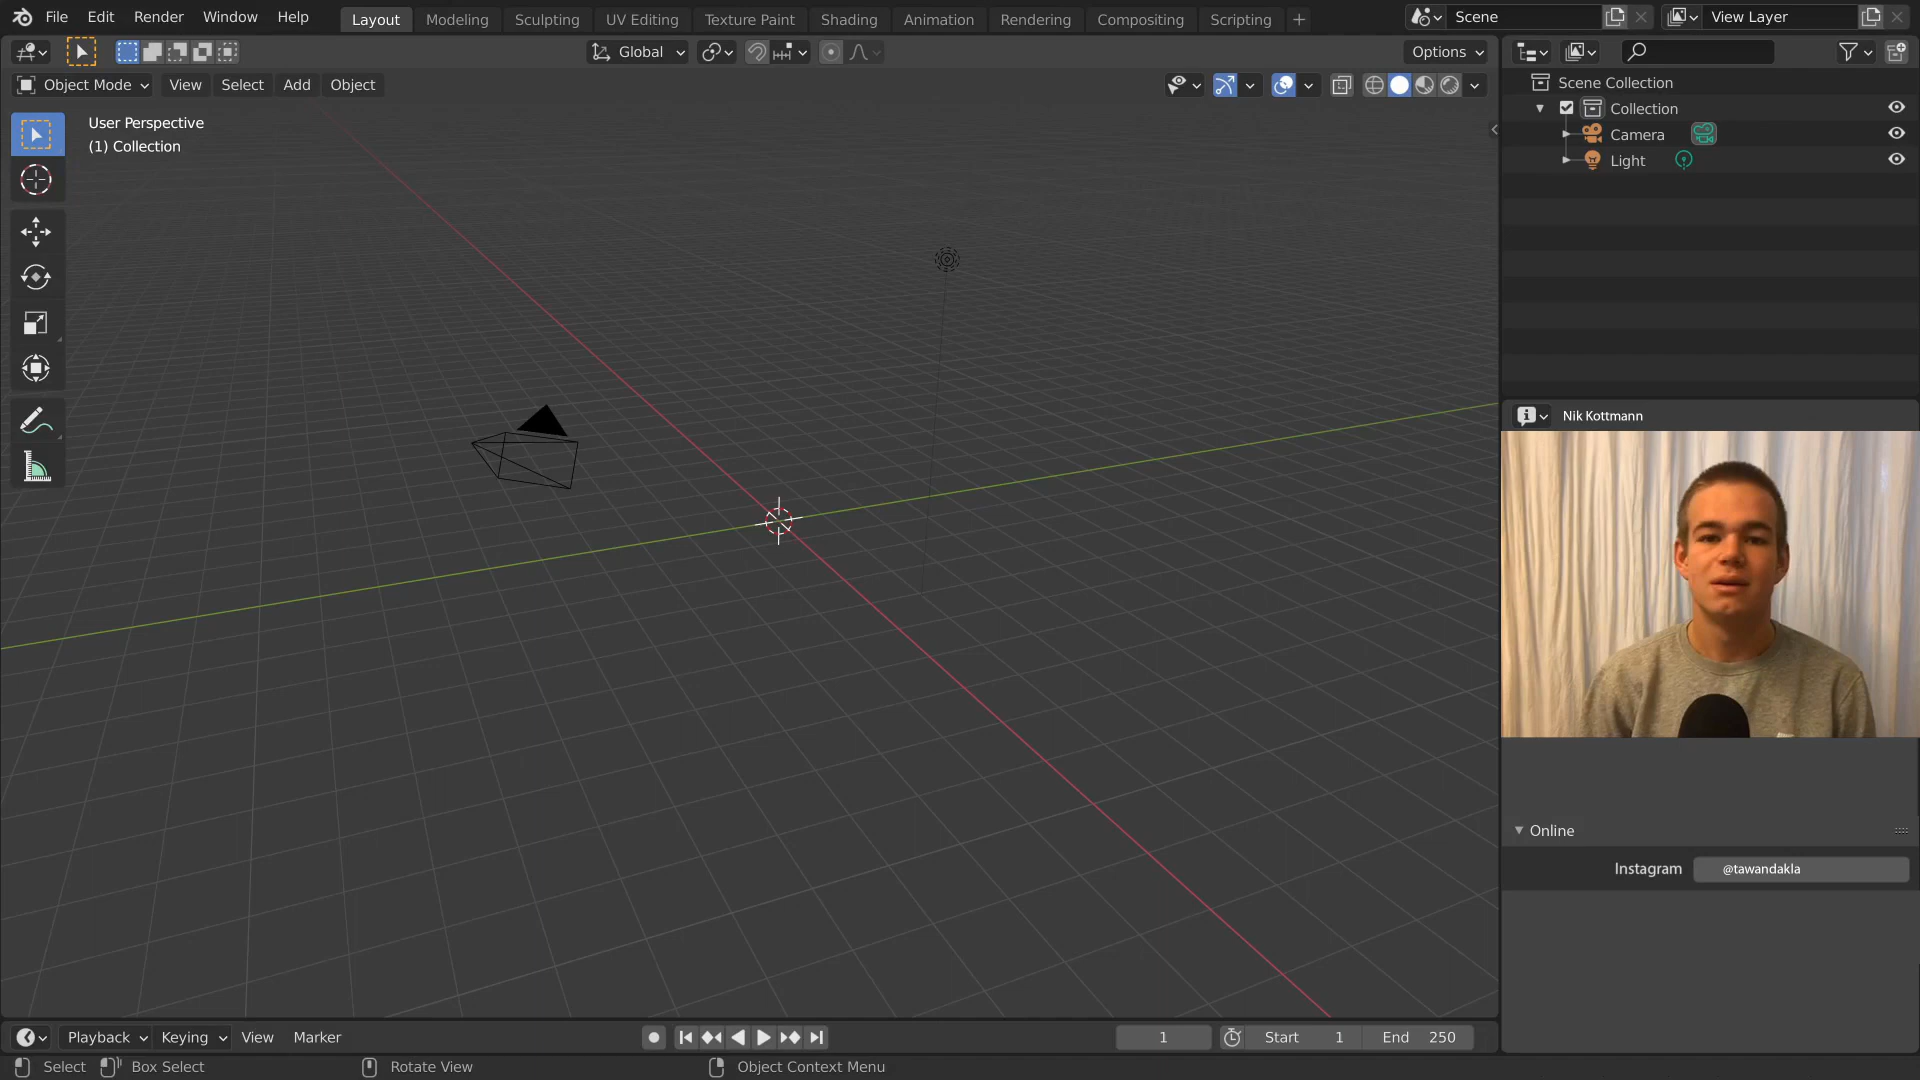 File Edit Render Window Help Layout Modeling Sculpting UV Editing Texture Paint Shading Animation Rendering Compositing Scripting + Scene View Layer
Global Options
Object Mode View Select Add Object
User Perspective
(1) Collection
Scene Collection
Collection
Camera
Light
Nik Kottmann
Online
Instagram @tawandakla
Playback Keying View Marker 1 Start 1 End 250
Select Box Select Rotate View Object Context Menu